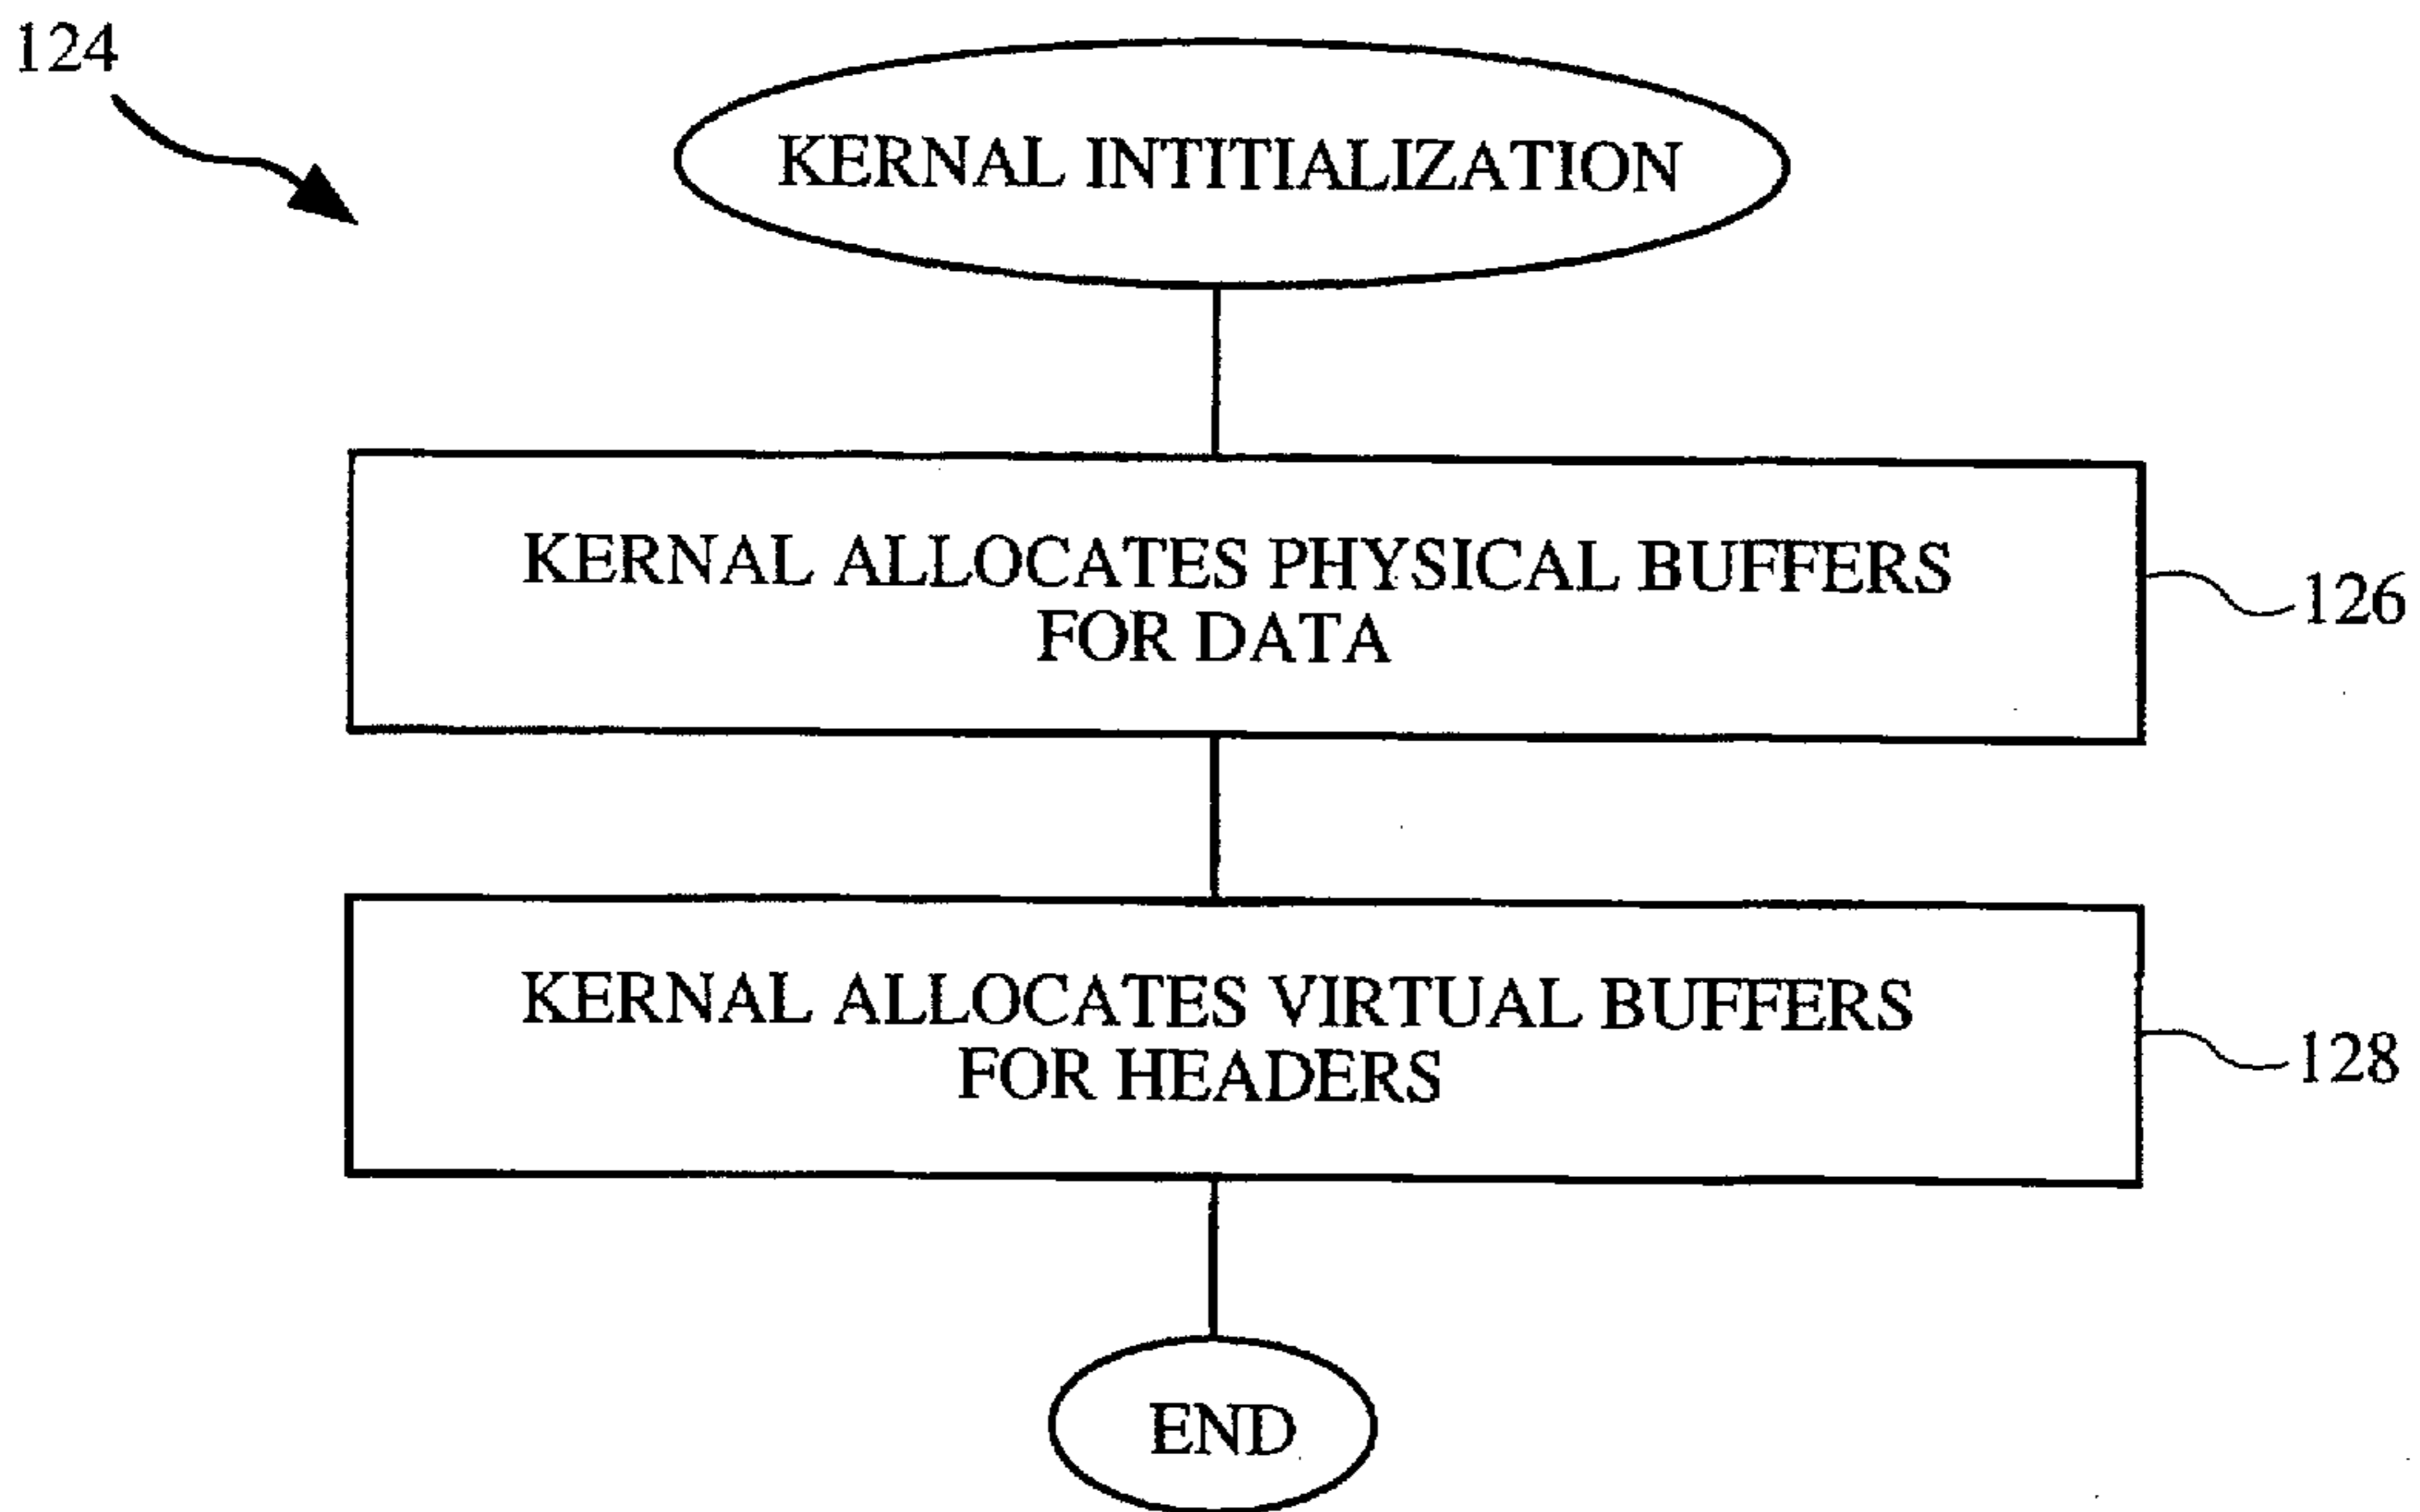 124
KERNAL INTITIALIZATION
KERNAL ALLOCATES PHYSICAL BUFFERS
FOR DATA
126
KERNAL ALLOCATES VIRTUAL BUFFERS
FOR HEADERS
128
END